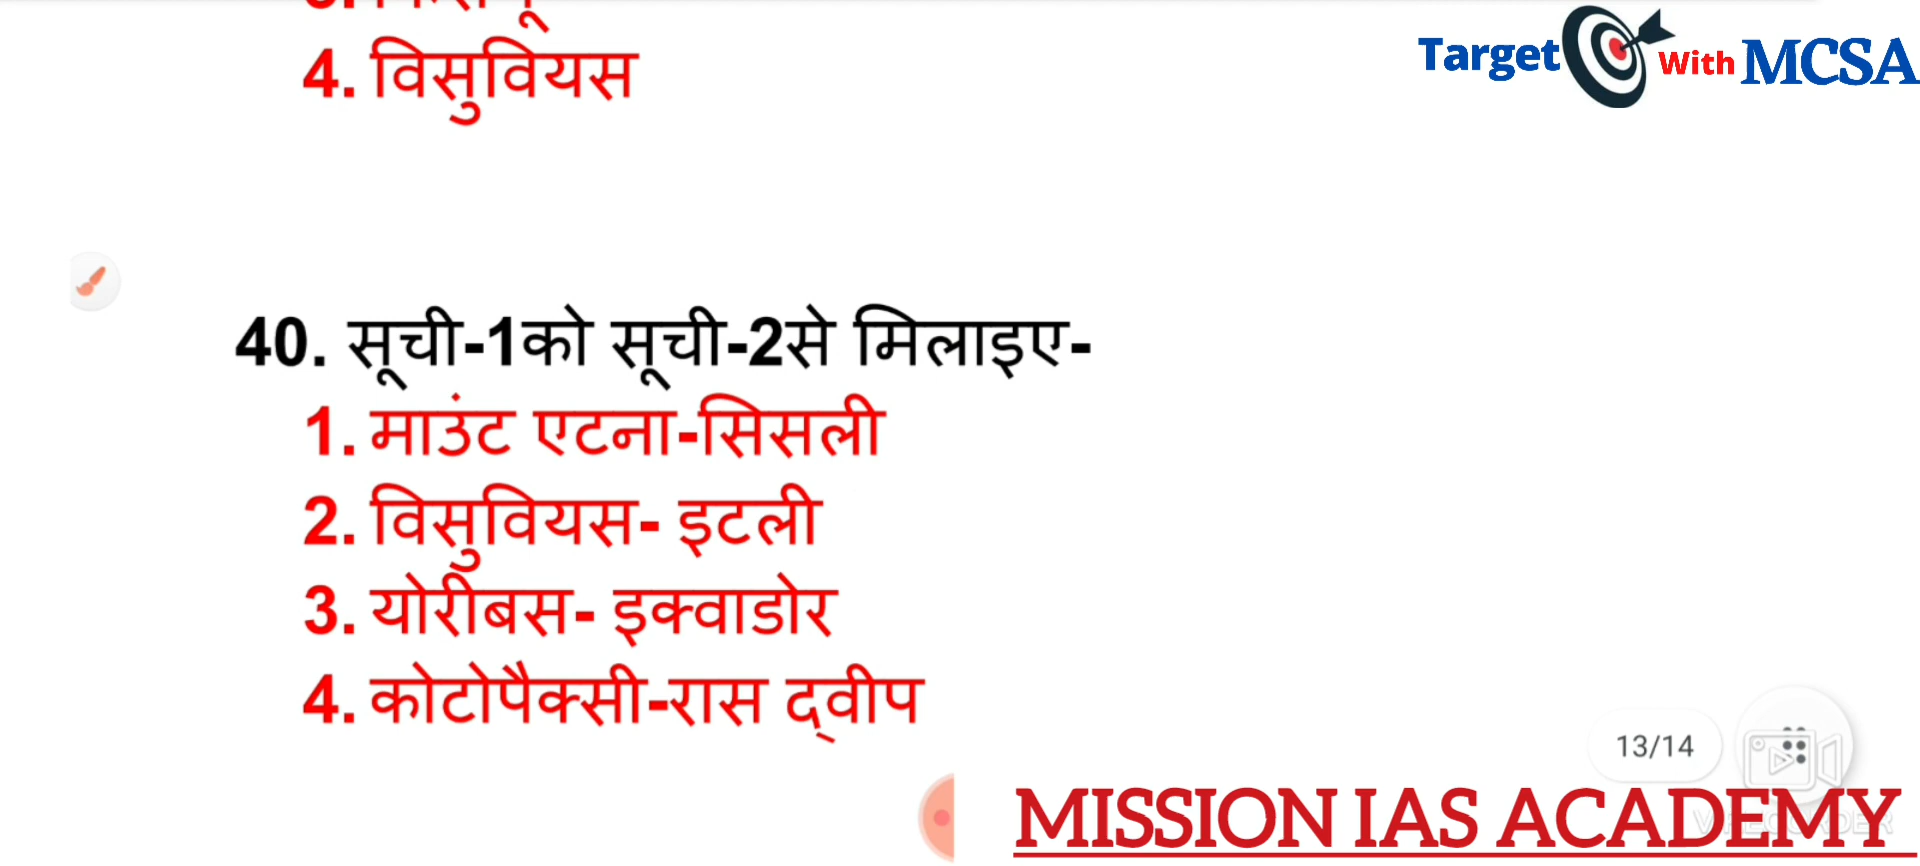 4. विसुवियस
Target With MCSA
40. सूची-1को सूची-2से मिलाइए-
1. माउंट एटना-सिसली
2. विसुवियस- इटली
3. योरीबस- इक्वाडोर
4. कोटोपैक्सी-रास द्वीप
13/14
MISSION IAS ACADEMY